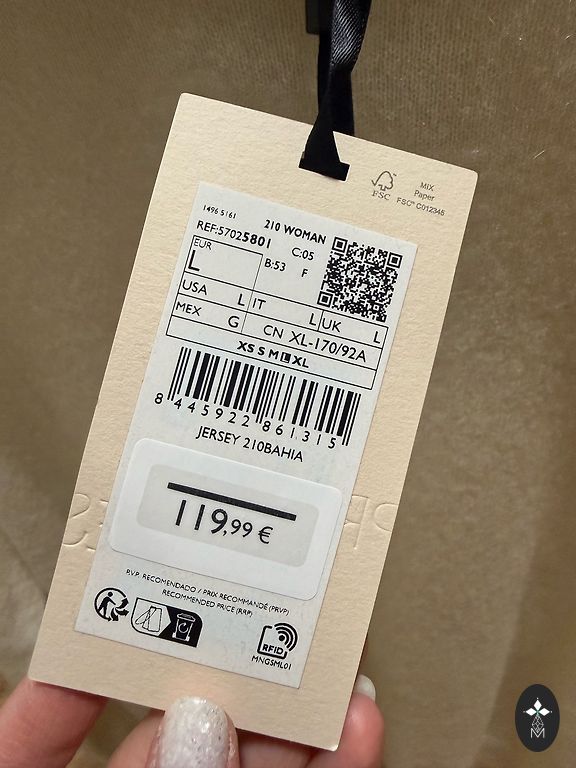 MIX
Paper
FSC
FSC® C012345
1496 5161
210 WOMAN
REF:57025801
C:05
EUR
L
B:53
F
USA L IT L UK L
MEX G CN XL-170/92A
XS S M L XL
8 445922 861315
JERSEY 210BAHIA
119,99 €
P.V.P. RECOMENDADO / PRIX RECOMMANDÉ (PRVP)
RECOMMENDED PRICE (RRP)
RFID
MNGSML01
M